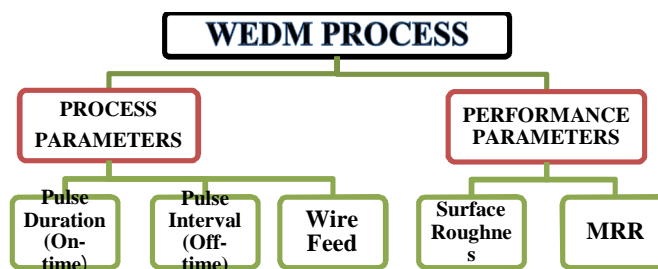 WEDM PROCESS
PROCESS
PARAMETERS
PERFORMANCE
PARAMETERS
Pulse
Duration
(On-
time)
Pulse
Interval
(Off-
time)
Wire
Feed
Surface
Roughnes
s
MRR